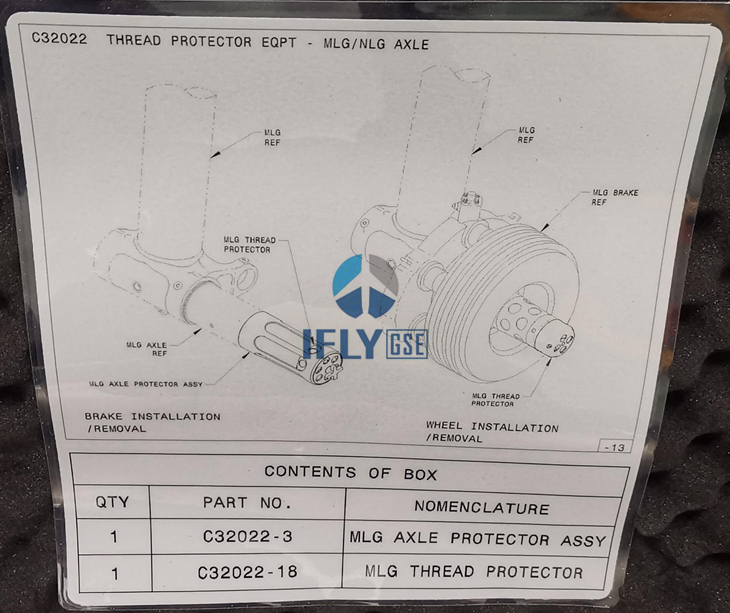 C32022 THREAD PROTECTOR EQPT - MLG/NLG AXLE
MLG
REF
MLG
REF
MLG BRAKE
REF
MLG THREAD
PROTECTOR
IFLY GSE
MLG AXLE
REF
MLG AXLE PROTECTOR ASSY
MLG THREAD
PROTECTOR
BRAKE INSTALLATION
/REMOVAL
WHEEL INSTALLATION
/REMOVAL
-13
CONTENTS OF BOX
QTY PART NO. NOMENCLATURE
1 C32022-3 MLG AXLE PROTECTOR ASSY
1 C32022-18 MLG THREAD PROTECTOR